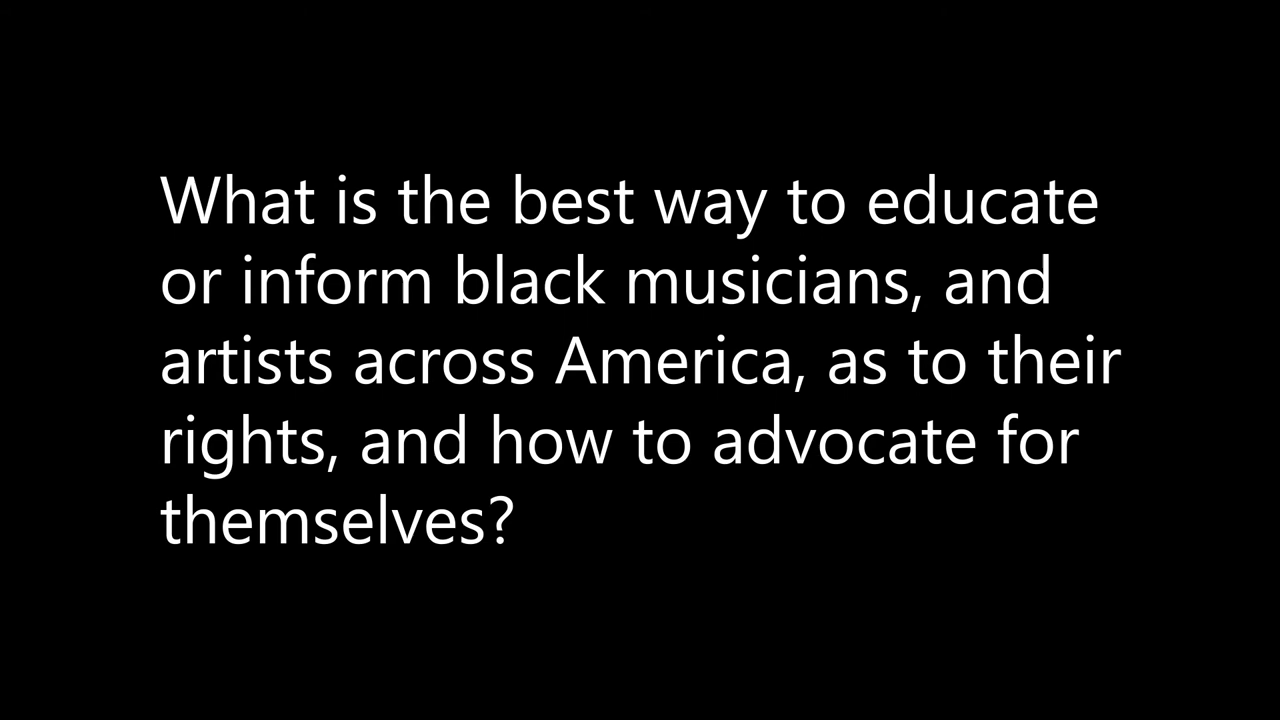 What is the best way to educate
or inform black musicians, and
artists across America, as to their
rights, and how to advocate for
themselves?